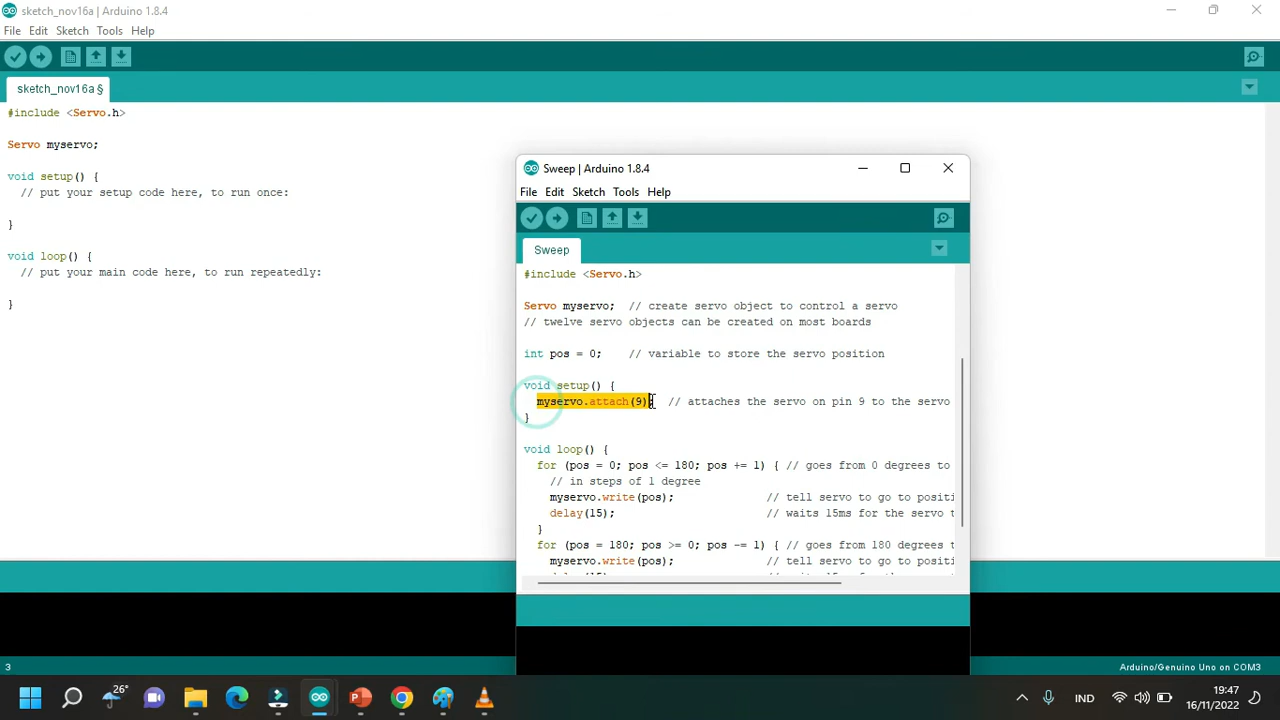 sketch_nov16a | Arduino 1.8.4
File Edit Sketch Tools Help
sketch_nov16a §
#include <Servo.h>
Servo myservo;
void setup() {
// put your setup code here, to run once:
}
void loop() {
// put your main code here, to run repeatedly:
}
Sweep | Arduino 1.8.4
File Edit Sketch Tools Help
Sweep
#include <Servo.h>
Servo myservo;  // create servo object to control a servo
// twelve servo objects can be created on most boards
int pos = 0;    // variable to store the servo position
void setup() {
myservo.attach(9);  // attaches the servo on pin 9 to the servo
}
void loop() {
for (pos = 0; pos <= 180; pos += 1) { // goes from 0 degrees to
// in steps of 1 degree
myservo.write(pos);              // tell servo to go to positi
delay(15);                       // waits 15ms for the servo t
}
for (pos = 180; pos >= 0; pos -= 1) { // goes from 180 degrees t
myservo.write(pos);              // tell servo to go to positi
3
Arduino/Genuino Uno on COM3
26°
IND
19:47
16/11/2022